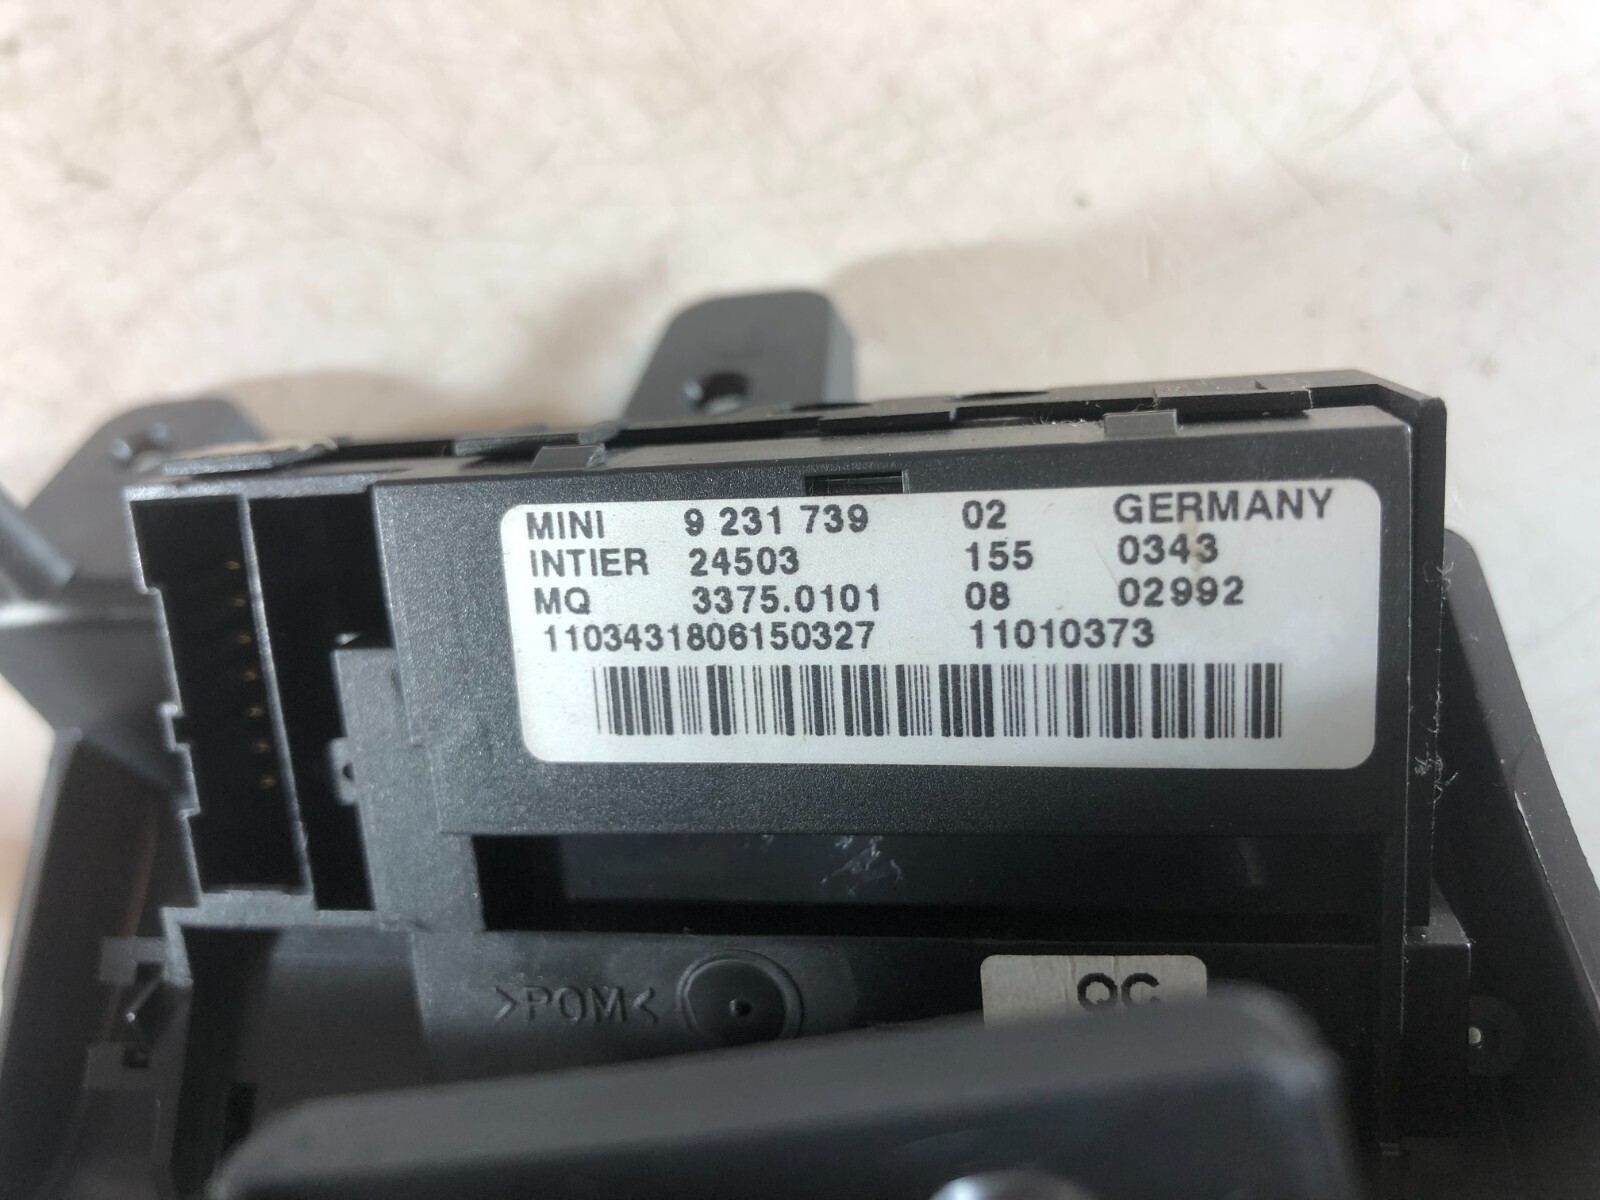 MINI 9 231 739 02 GERMANY
INTIER 24503 155 0343
MQ 3375.0101 08 02992
1103431806150327 11010373
>POM<
QC